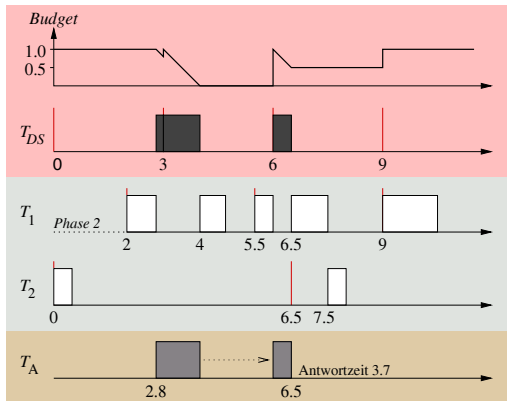 Budget
1.0
0.5
T_DS
0 3 6 9
T_1
Phase 2
2 4 5.5 6.5 9
T_2
0 6.5 7.5
T_A
Antwortzeit 3.7
2.8 6.5